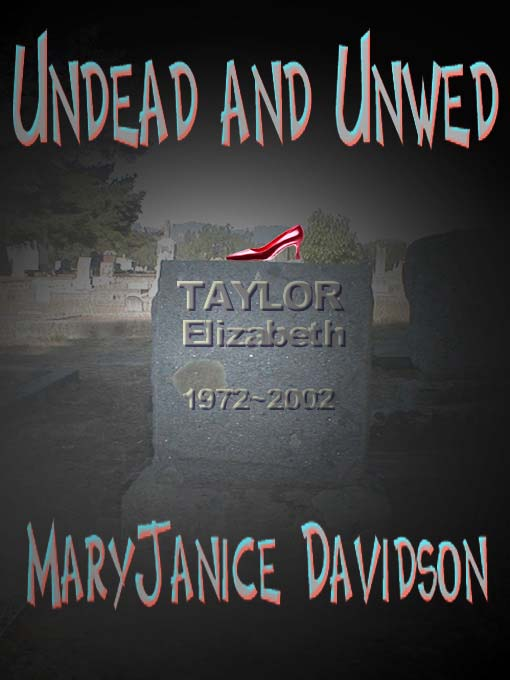 Undead and Unwed
TAYLOR
Elizabeth
1972~2002
MaryJanice Davidson